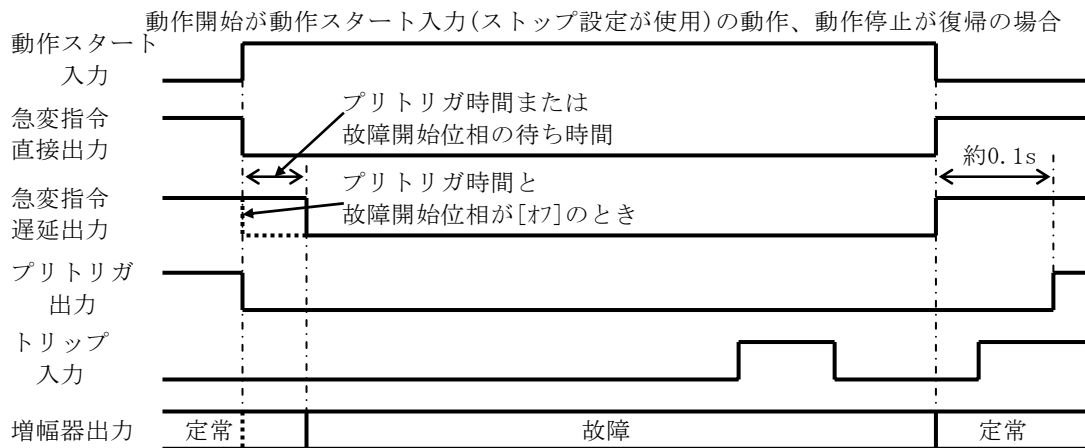 動作開始が動作スタート入力(ストップ設定が使用)の動作、動作停止が復帰の場合
動作スタート
入力
プリトリガ時間または
故障開始位相の待ち時間
急変指令
直接出力
約0.1s
プリトリガ時間と
故障開始位相が[ｵﾌ]のとき
急変指令
遅延出力
プリトリガ
出力
トリップ
入力
増幅器出力 定常 故障 定常